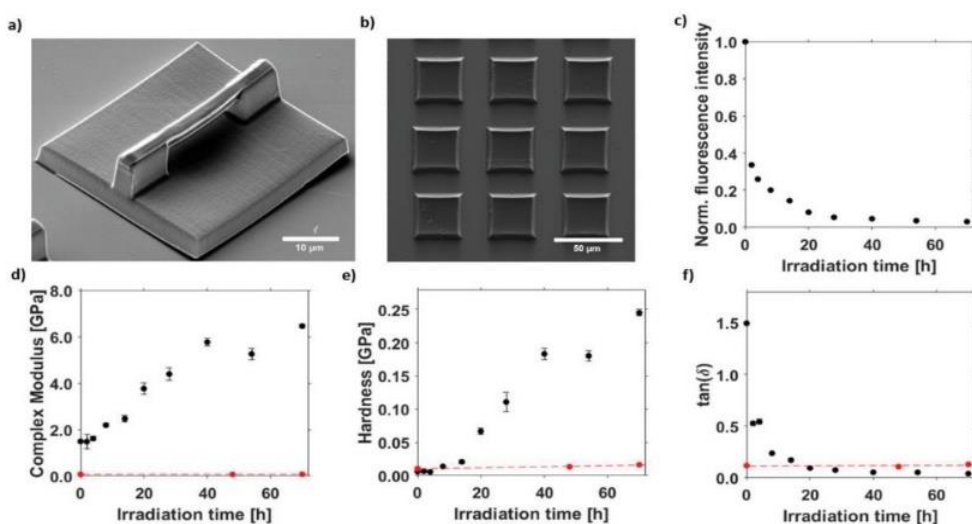 a)
b)
c)
10 µm
50 µm
Norm. fluorescence intensity
1.0
0.8
0.6
0.4
0.2
0.0
0 20 40 60
Irradiation time [h]
d)
Complex Modulus [GPa]
8.0
6.0
4.0
2.0
0.0
0 20 40 60
Irradiation time [h]
e)
Hardness [GPa]
0.25
0.20
0.15
0.10
0.05
0.00
0 20 40 60
Irradiation time [h]
f)
tan(δ)
1.5
1.0
0.5
0.0
0 20 40 60
Irradiation time [h]